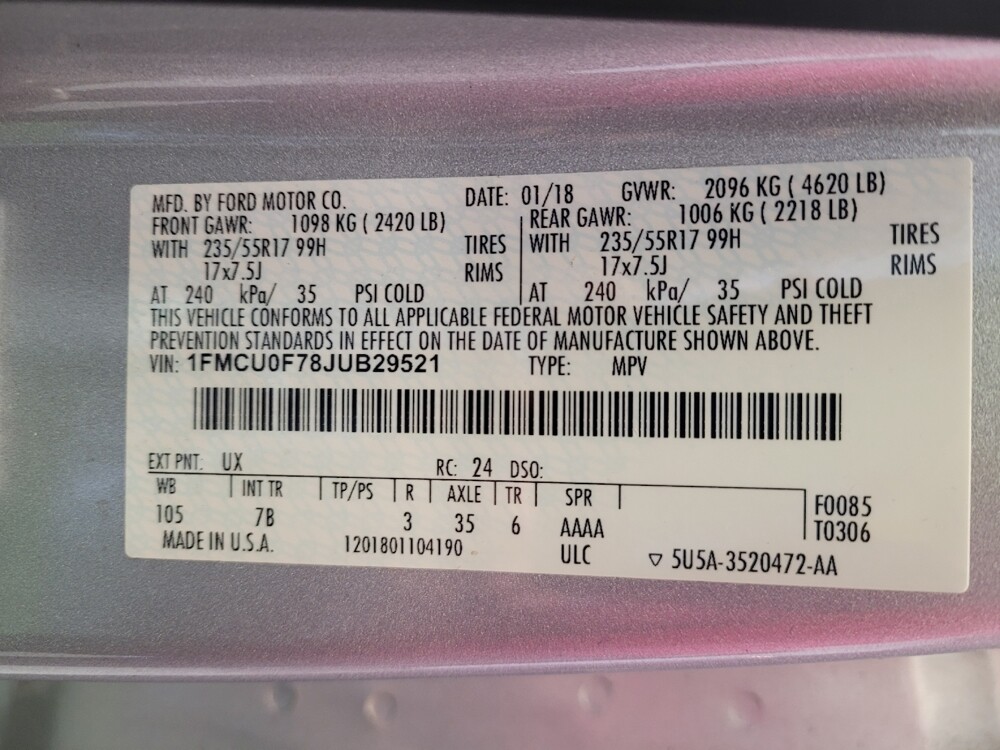 MFD. BY FORD MOTOR CO. DATE: 01/18 GVWR: 2096 KG ( 4620 LB)
FRONT GAWR: 1098 KG ( 2420 LB) REAR GAWR: 1006 KG ( 2218 LB)
WITH 235/55R17 99H TIRES WITH 235/55R17 99H TIRES
17x7.5J RIMS 17x7.5J RIMS
AT 240 kPa/ 35 PSI COLD AT 240 kPa/ 35 PSI COLD
THIS VEHICLE CONFORMS TO ALL APPLICABLE FEDERAL MOTOR VEHICLE SAFETY AND THEFT
PREVENTION STANDARDS IN EFFECT ON THE DATE OF MANUFACTURE SHOWN ABOVE.
VIN: 1FMCU0F78JUB29521 TYPE: MPV
EXT PNT: UX RC: 24 DSO:
WB INT TR TP/PS R AXLE TR SPR F0085
105 7B 3 35 6 AAAA T0306
MADE IN U.S.A. 1201801104190 ULC ▽ 5U5A-3520472-AA